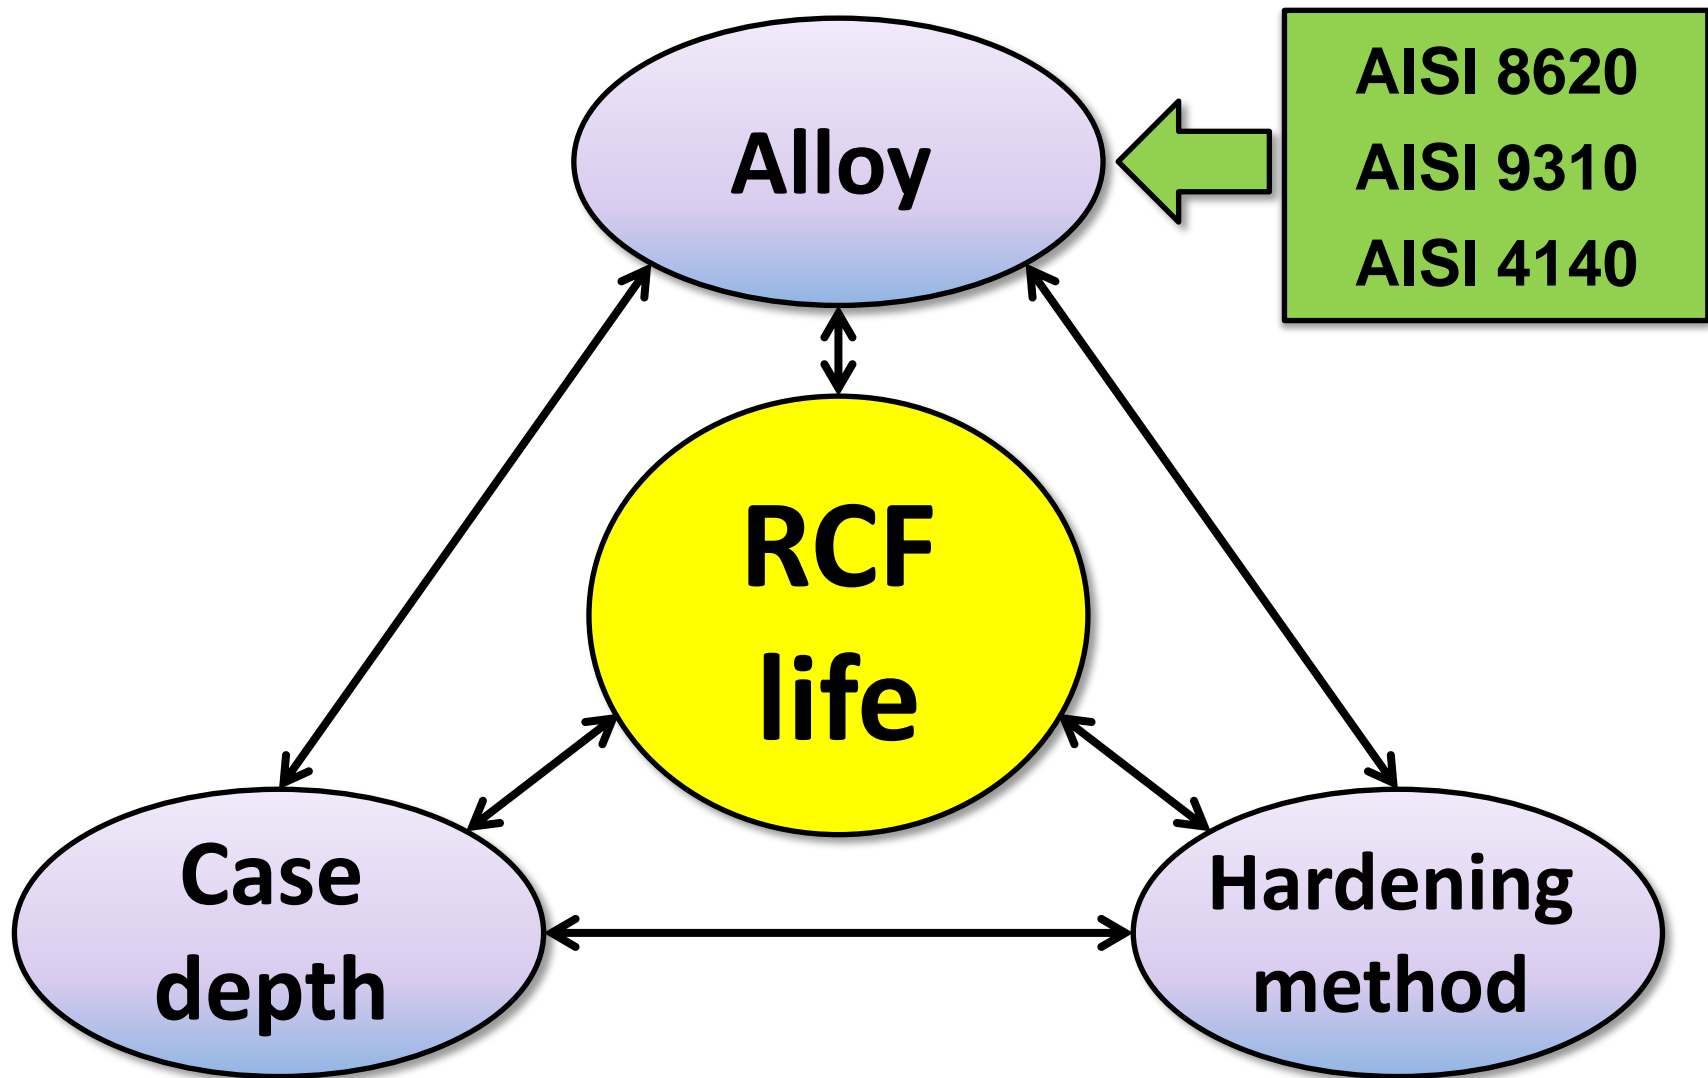 Alloy
AISI 8620
AISI 9310
AISI 4140
RCF
life
Case
depth
Hardening
method